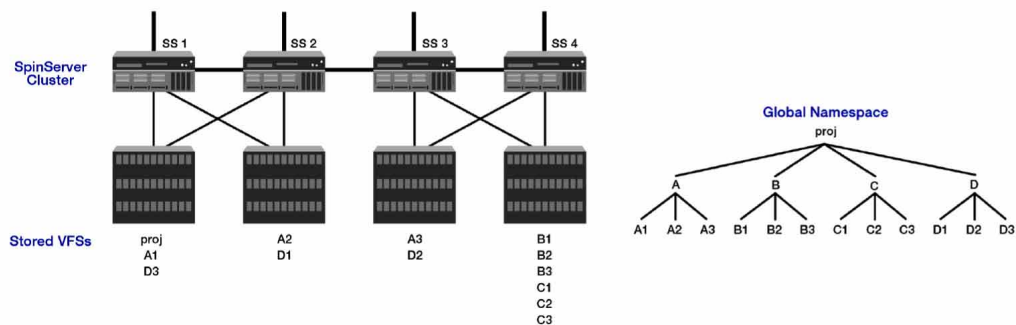 SS 1
SS 2
SS 3
SS 4
SpinServer
Cluster
Stored VFSs
proj
A1
D3
A2
D1
A3
D2
B1
B2
B3
C1
C2
C3
Global Namespace
proj
A B C D
A1 A2 A3 B1 B2 B3 C1 C2 C3 D1 D2 D3